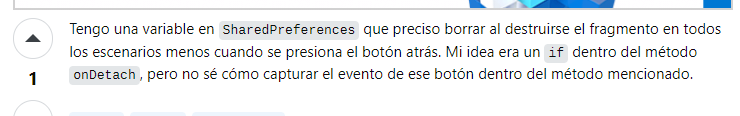 Tengo una variable en SharedPreferences que preciso borrar al destruirse el fragmento en todos
los escenarios menos cuando se presiona el botón atrás. Mi idea era un if dentro del método
1
onDetach, pero no sé cómo capturar el evento de ese botón dentro del método mencionado.